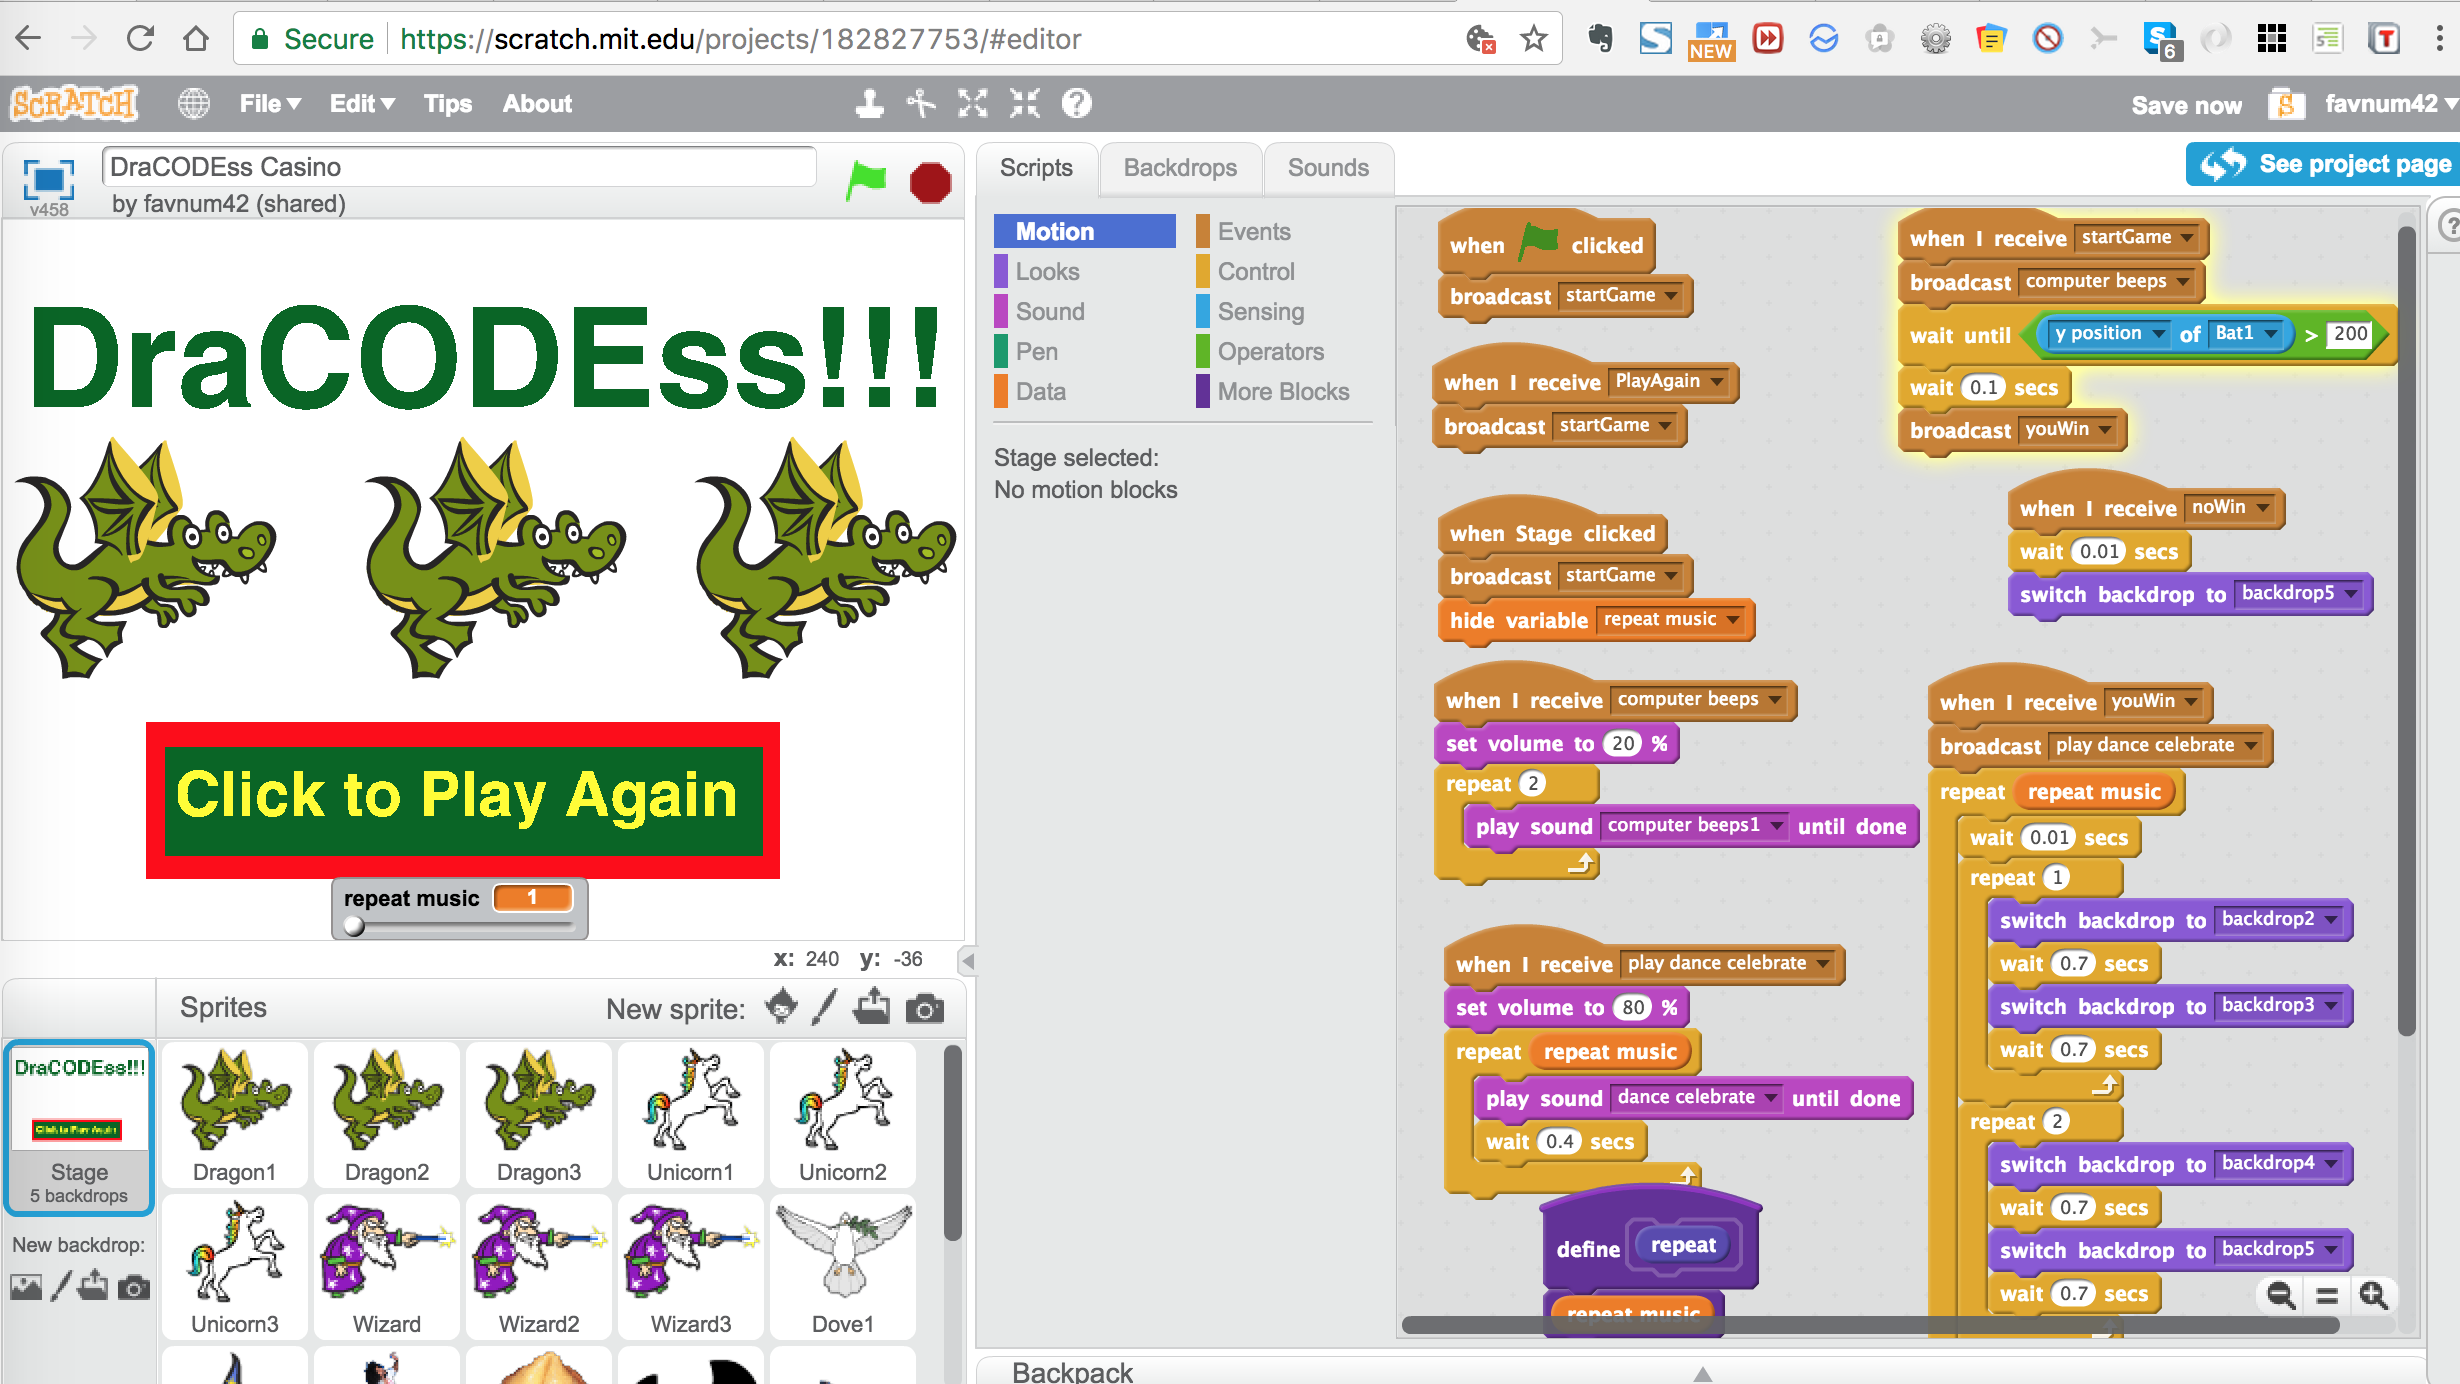 Secure https://scratch.mit.edu/projects/182827753/#editor
NEW
6
SCRATCH File Edit Tips About
Save now favnum42
DraCODEss Casino
v458
by favnum42 (shared)
Scripts Backdrops Sounds
See project page
DraCODEss!!!
Click to Play Again
repeat music 1
x: 240 y: -36
Motion
Looks
Sound
Pen
Data
Events
Control
Sensing
Operators
More Blocks
Stage selected:
No motion blocks
when clicked
broadcast startGame
when I receive PlayAgain
broadcast startGame
when Stage clicked
broadcast startGame
hide variable repeat music
when I receive computer beeps
set volume to 20 %
repeat 2
play sound computer beeps1 until done
when I receive play dance celebrate
set volume to 80 %
repeat repeat music
play sound dance celebrate until done
wait 0.4 secs
define repeat
repeat music
when I receive startGame
broadcast computer beeps
wait until y position of Bat1 > 200
wait 0.1 secs
broadcast youWin
when I receive noWin
wait 0.01 secs
switch backdrop to backdrop5
when I receive youWin
broadcast play dance celebrate
repeat repeat music
wait 0.01 secs
repeat 1
switch backdrop to backdrop2
wait 0.7 secs
switch backdrop to backdrop3
wait 0.7 secs
repeat 2
switch backdrop to backdrop4
wait 0.7 secs
switch backdrop to backdrop5
wait 0.7 secs
Sprites
New sprite:
DraCODEss!!!
Click to Play Again
Stage
5 backdrops
New backdrop:
Dragon1
Dragon2
Dragon3
Unicorn1
Unicorn2
Unicorn3
Wizard
Wizard2
Wizard3
Dove1
Backpack